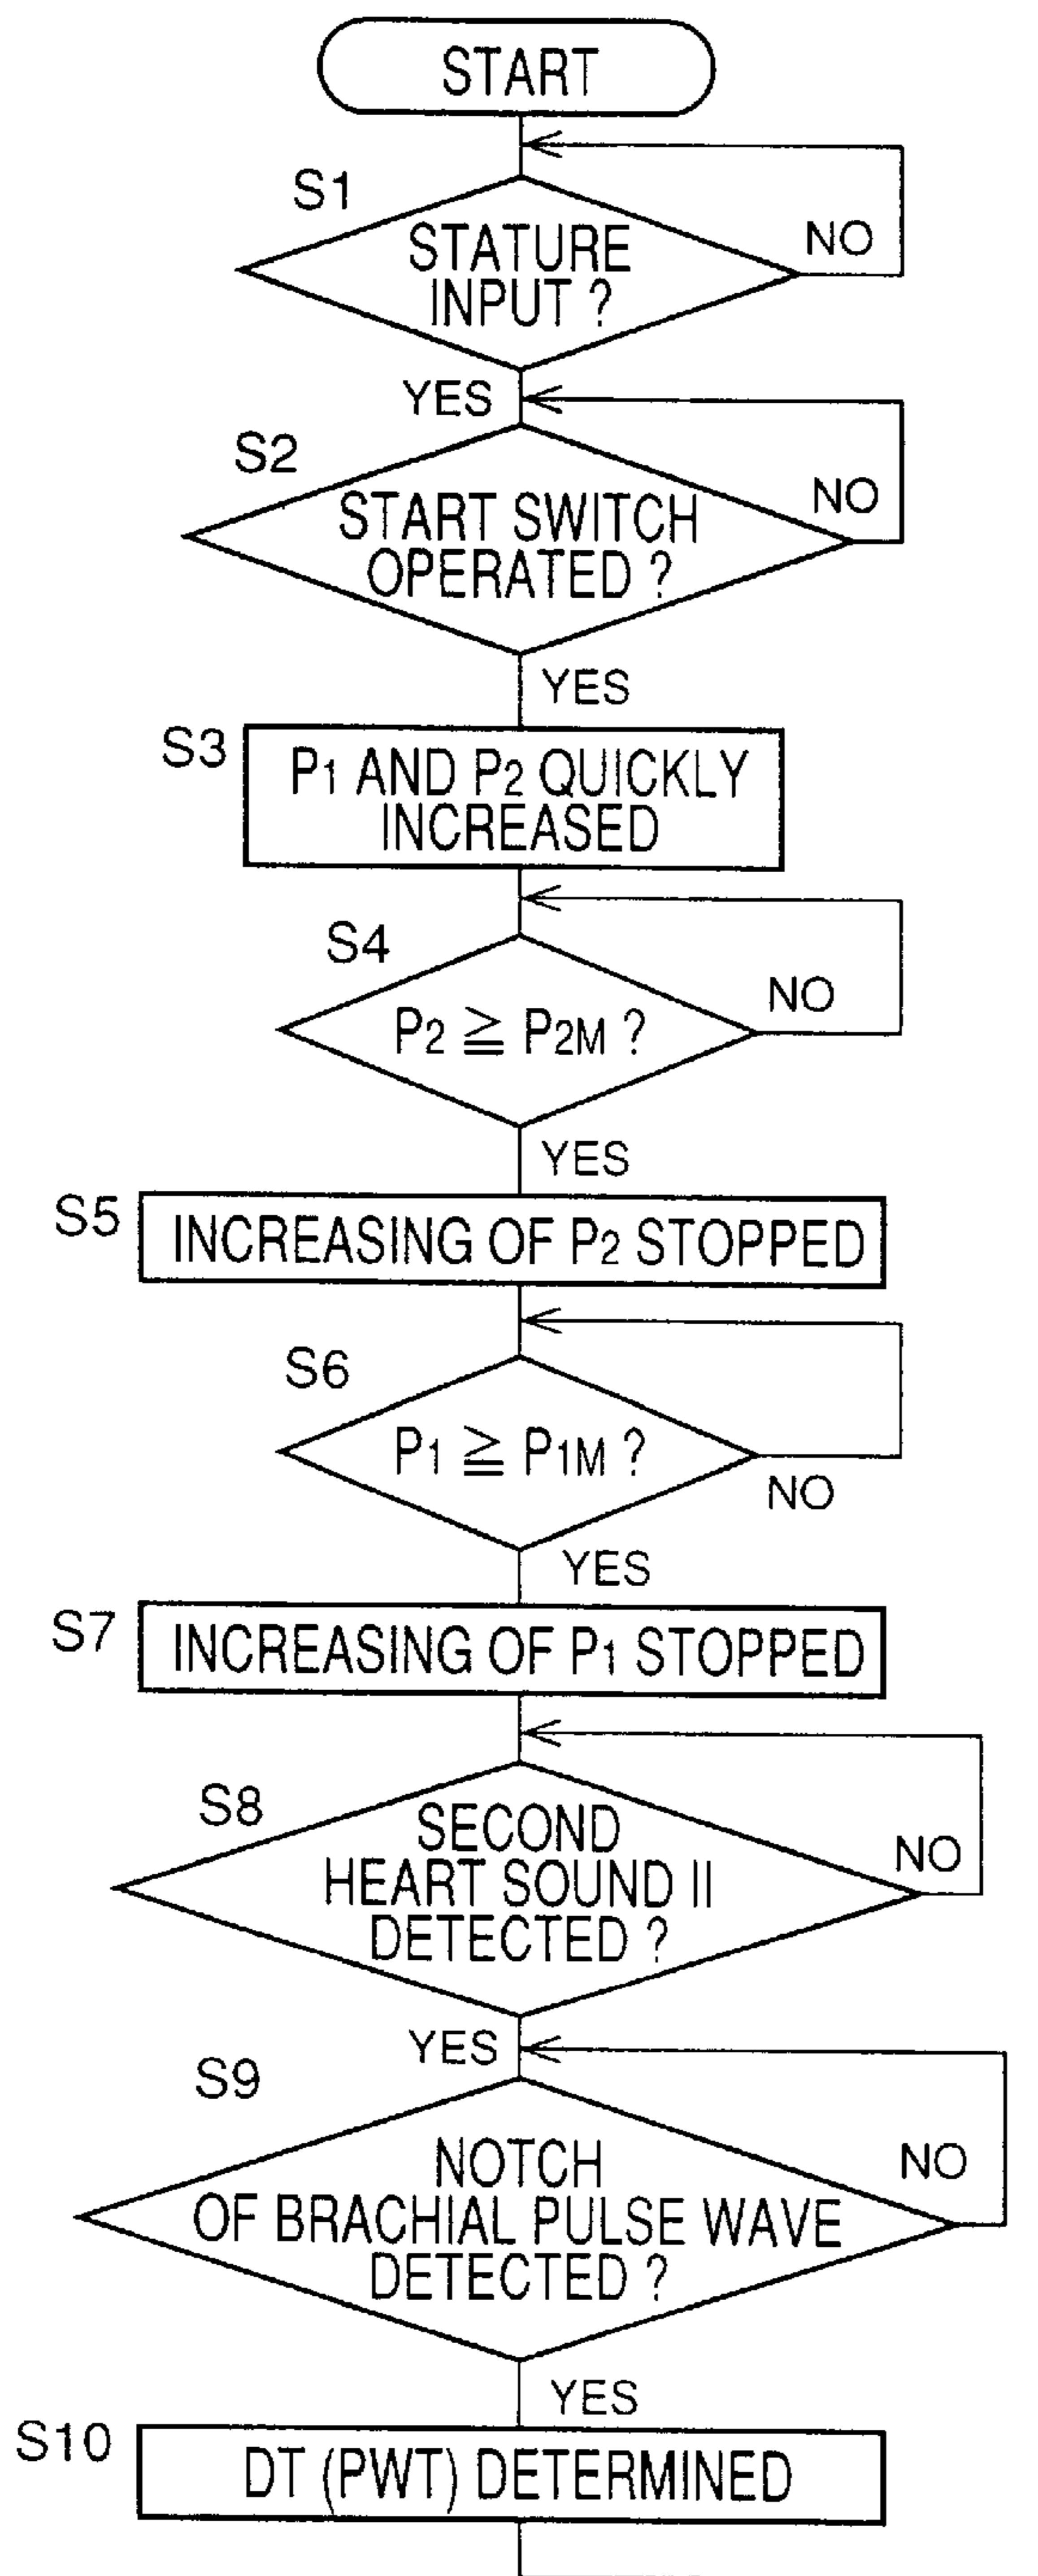 START
S1
STATURE
INPUT ?
NO
YES
S2
START SWITCH
OPERATED ?
NO
YES
S3
P1 AND P2 QUICKLY
INCREASED
S4
P2 ≧ P2M ?
NO
YES
S5
INCREASING OF P2 STOPPED
S6
P1 ≧ P1M ?
NO
YES
S7
INCREASING OF P1 STOPPED
S8
SECOND
HEART SOUND II
DETECTED ?
NO
YES
S9
NOTCH
OF BRACHIAL PULSE WAVE
DETECTED ?
NO
YES
S10
DT (PWT) DETERMINED